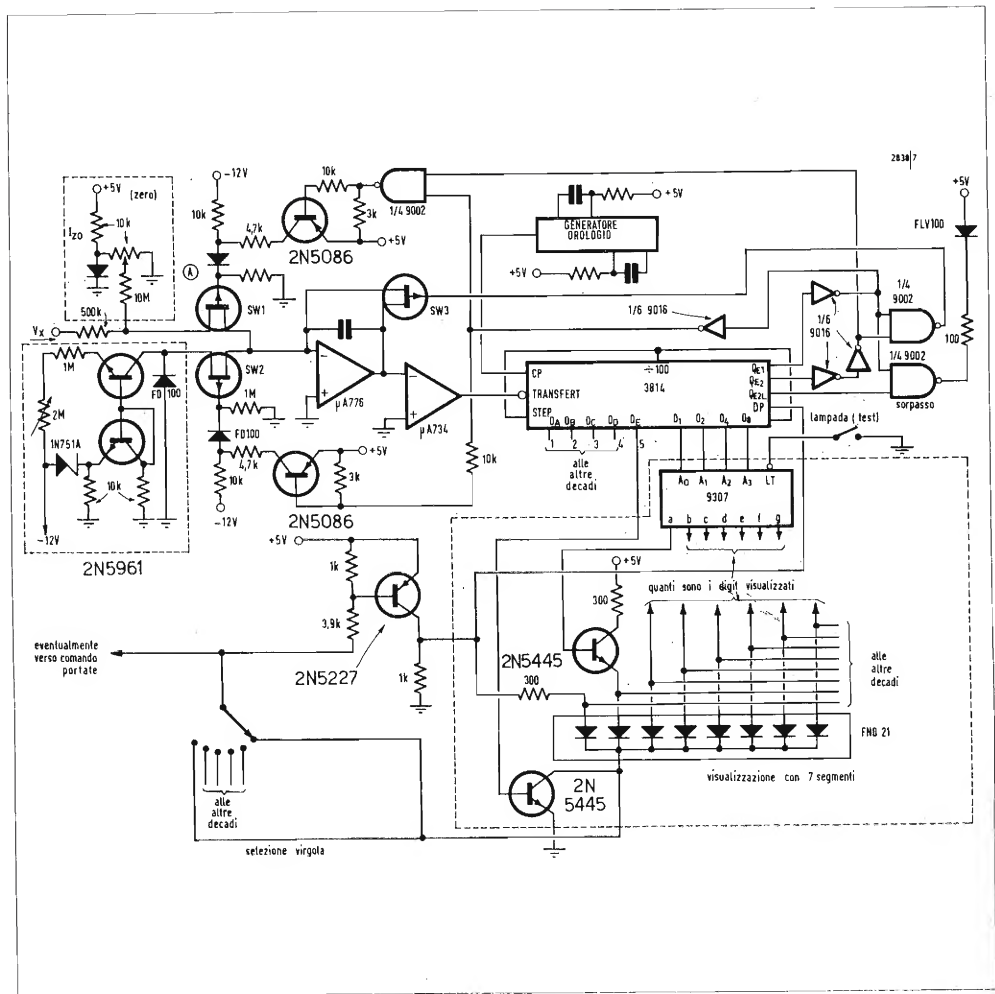 2838|7
+5V
(zero)
10k
IZO
10M
500k
Vx
-12V
10k
10k
1/4 9002
3k
4,7k
+5V
2N5086
A
SW1
SW2
SW3
GENERATORE
OROLOGIO
+5V
+5V
+5V
FLV100
100
1/4
9002
1/6
9016
1/6 9016
1/4 9002
sorpasso
1M
FD 100
2M
1N751A
10k
-12V
2N5961
1M
FD100
4,7k
10k
-12V
+5V
3k
2N5086
-
+
μA776
-
+
μA734
10k
CP
TRANSFERT
STEP
÷100
3814
QE1
QE2
QE2L
DP
DA DB DC DD DE
1 2 3 4 5
D1 D2 D4 D8
alle
altre
decadi
lampada (test)
A0 A1 A2 A3 LT
9307
a b c d e f g
quanti sono i digit visualizzati
+5V
300
2N5445
300
+5V
1k
3,9k
2N5227
1k
eventualmente
verso comando
portate
alle
altre
decadi
FND 21
visualizzazione con 7 segmenti
2N
5445
alle
altre
decadi
selezione virgola